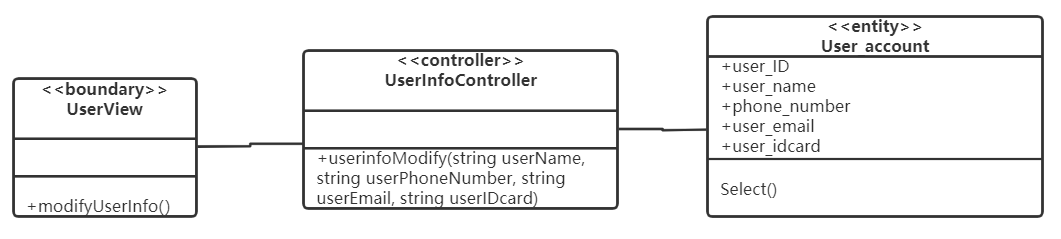 <<boundary>>
UserView
+modifyUserInfo()
<<controller>>
UserInfoController
+userinfoModify(string userName,
string userPhoneNumber, string
userEmail, string userIDcard)
<<entity>>
User_account
+user_ID
+user_name
+phone_number
+user_email
+user_idcard
Select()